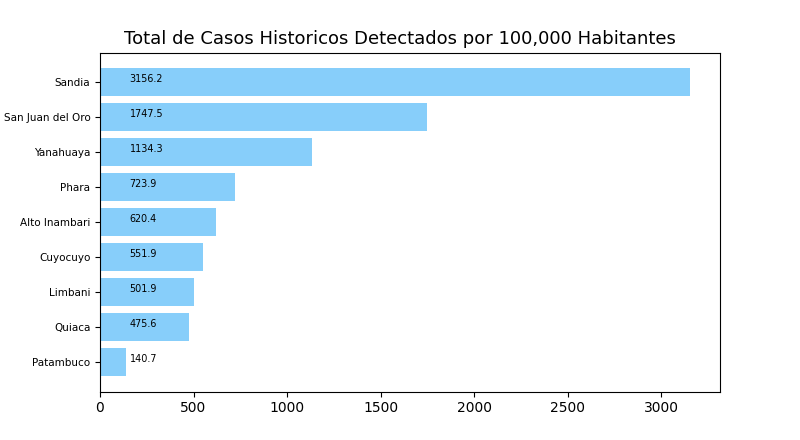 Total de Casos Historicos Detectados por 100,000 Habitantes
Sandia 3156.2
San Juan del Oro 1747.5
Yanahuaya 1134.3
Phara 723.9
Alto Inambari 620.4
Cuyocuyo 551.9
Limbani 501.9
Quiaca 475.6
Patambuco 140.7
0 500 1000 1500 2000 2500 3000